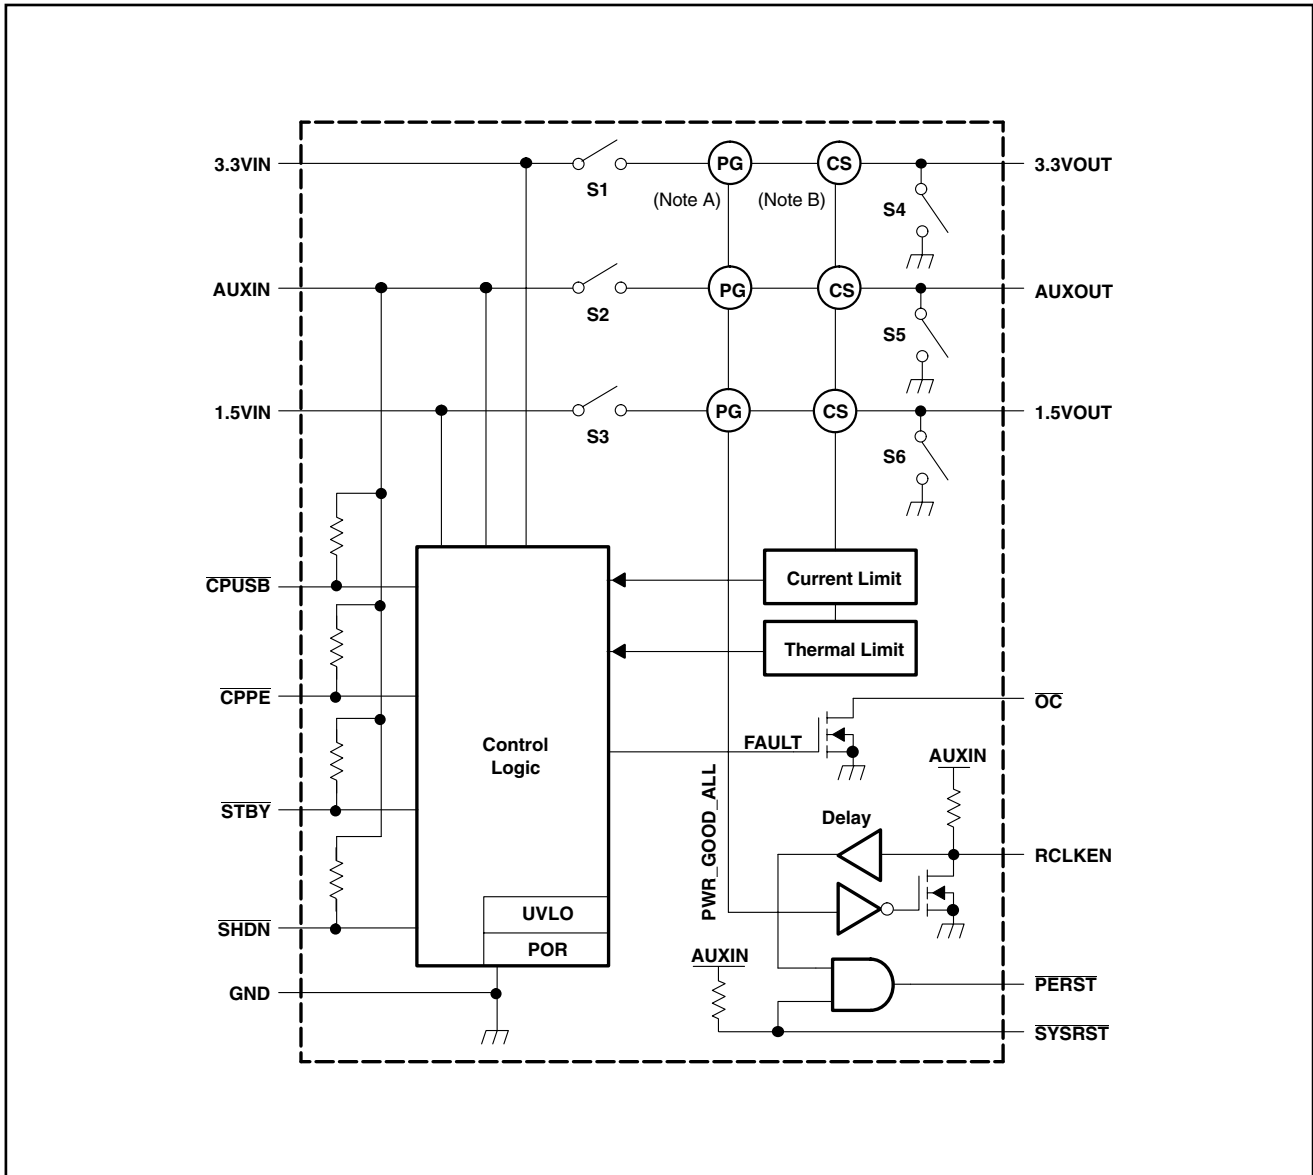 3.3VIN
S1
PG
CS
3.3VOUT
(Note A)
(Note B)
S4
AUXIN
S2
PG
CS
AUXOUT
S5
1.5VIN
S3
PG
CS
1.5VOUT
S6
CPUSB
Current Limit
Thermal Limit
CPPE
OC
Control
Logic
FAULT
AUXIN
PWR_GOOD_ALL
STBY
Delay
RCLKEN
UVLO
SHDN
POR
AUXIN
GND
PERST
SYSRST